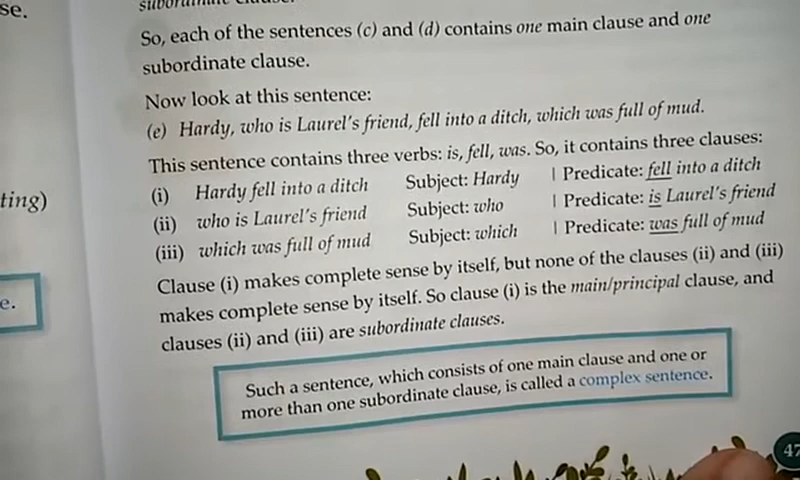 se.
subordinate clause.
So, each of the sentences (c) and (d) contains one main clause and one
subordinate clause.
Now look at this sentence:
(e) Hardy, who is Laurel's friend, fell into a ditch, which was full of mud.
This sentence contains three verbs: is, fell, was. So, it contains three clauses:
(i) Hardy fell into a ditch Subject: Hardy | Predicate: fell into a ditch
ting)
(ii) who is Laurel's friend Subject: who | Predicate: is Laurel's friend
(iii) which was full of mud Subject: which | Predicate: was full of mud
Clause (i) makes complete sense by itself, but none of the clauses (ii) and (iii)
e.
makes complete sense by itself. So clause (i) is the main/principal clause, and
clauses (ii) and (iii) are subordinate clauses.
Such a sentence, which consists of one main clause and one or
more than one subordinate clause, is called a complex sentence.
47